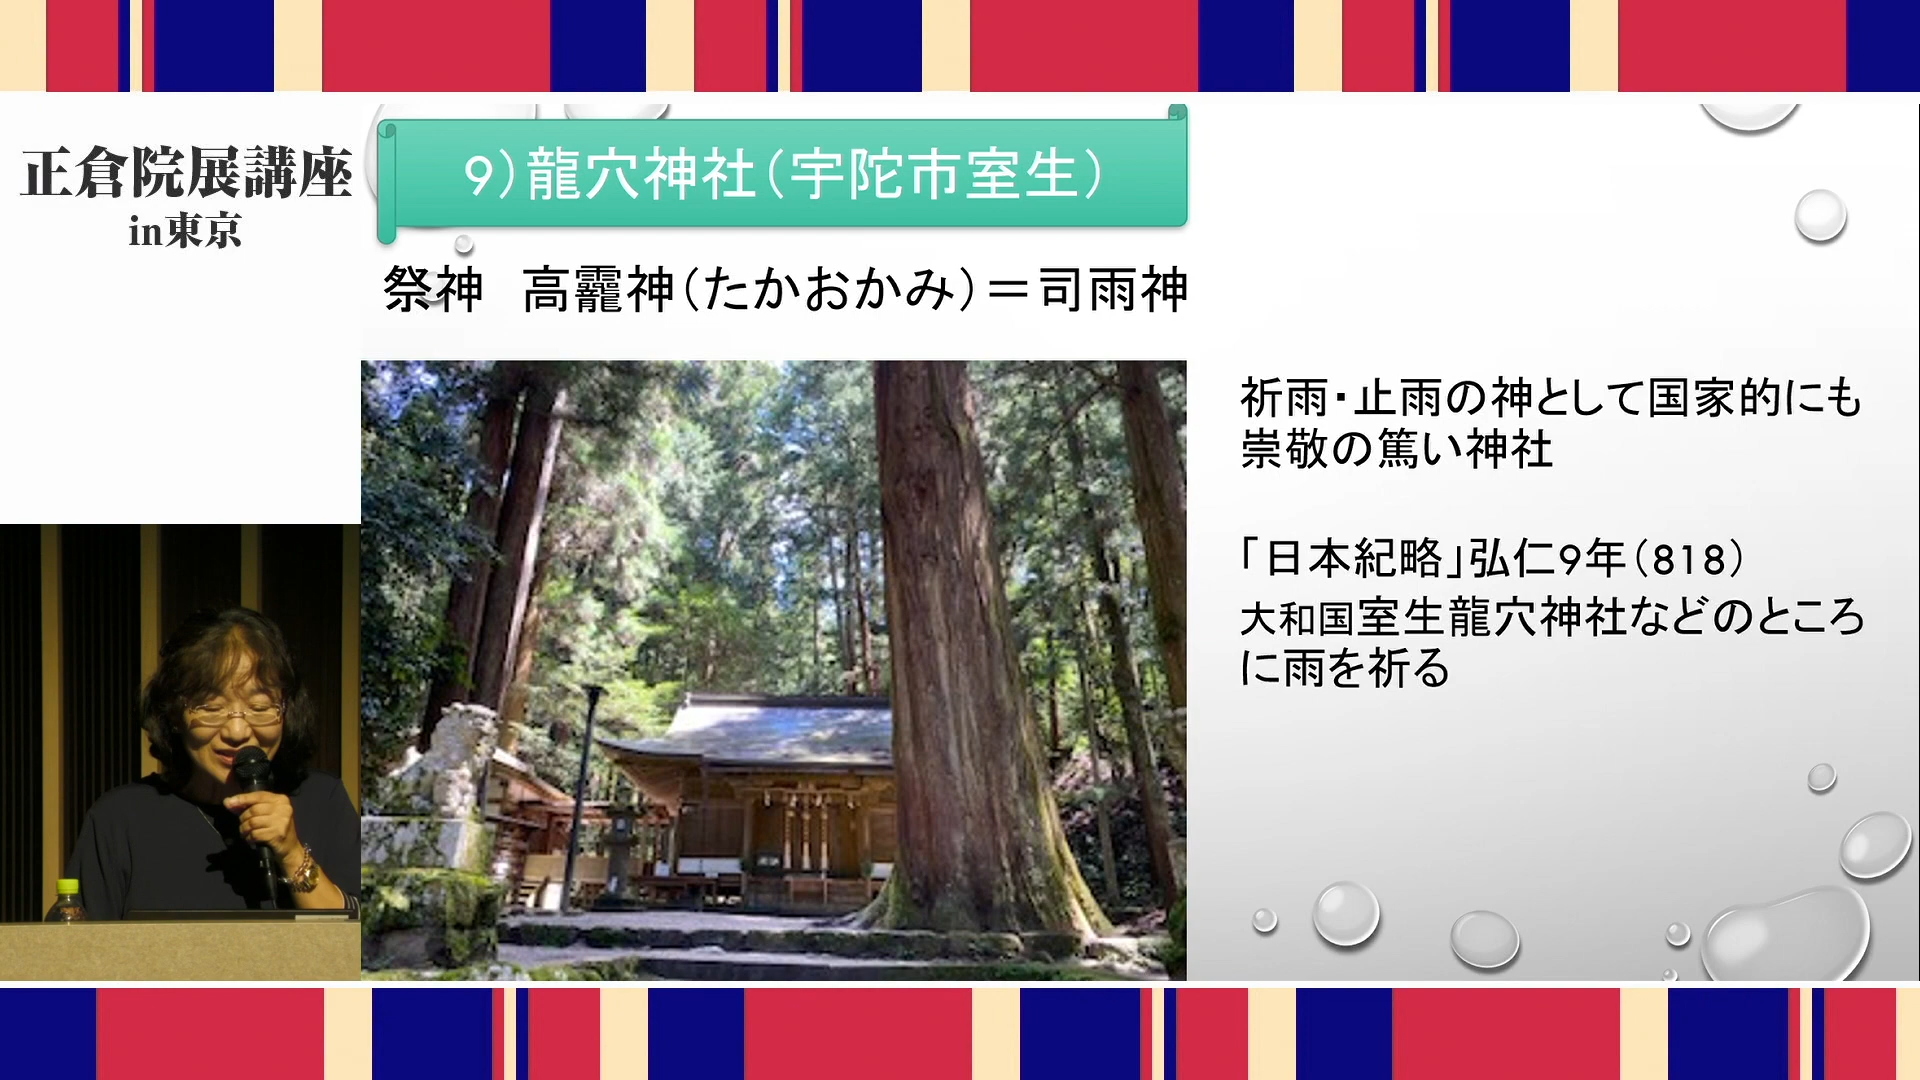 正倉院展講座
in東京
9）龍穴神社（宇陀市室生）
祭神　高龗神（たかおかみ）＝司雨神
祈雨・止雨の神として国家的にも
崇敬の篤い神社
「日本紀略」弘仁9年（818）
大和国室生龍穴神社などのところ
に雨を祈る